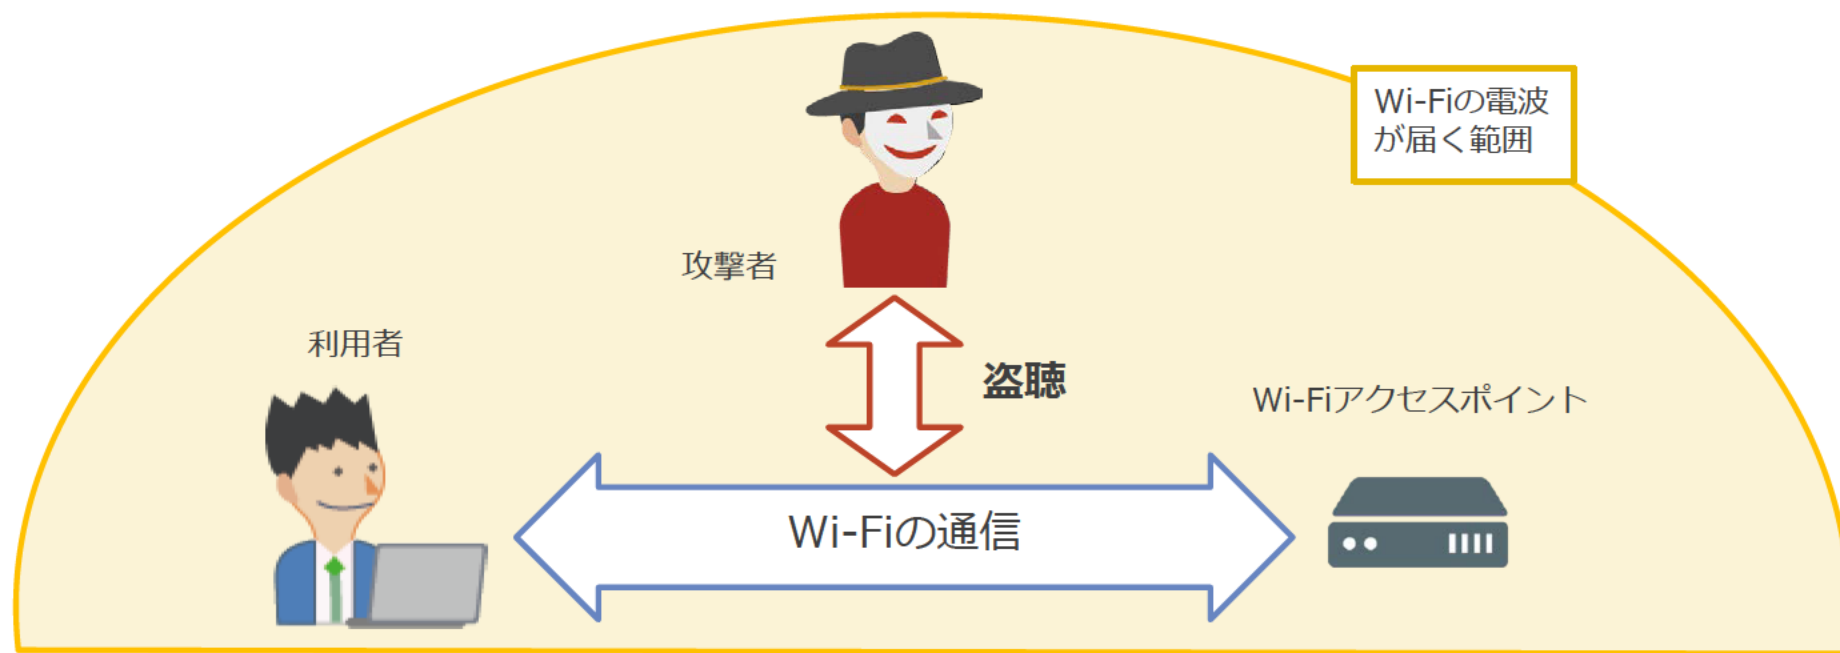 Wi-Fiの電波
が届く範囲
攻撃者
利用者
盗聴
Wi-Fiアクセスポイント
Wi-Fiの通信